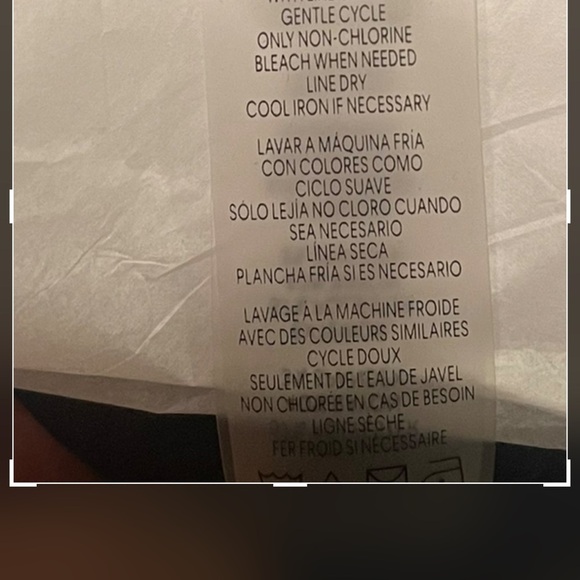 GENTLE CYCLE
ONLY NON-CHLORINE
BLEACH WHEN NEEDED
LINE DRY
COOL IRON IF NECESSARY
LAVAR A MÁQUINA FRÍA
CON COLORES COMO
CICLO SUAVE
SÓLO LEJÍA NO CLORO CUANDO
SEA NECESARIO
LÍNEA SECA
PLANCHA FRÍA SI ES NECESARIO
LAVAGE À LA MACHINE FROIDE
AVEC DES COULEURS SIMILAIRES
CYCLE DOUX
SEULEMENT DE L'EAU DE JAVEL
NON CHLORÉE EN CAS DE BESOIN
LIGNE SÈCHE
FER FROID SI NÉCESSAIRE